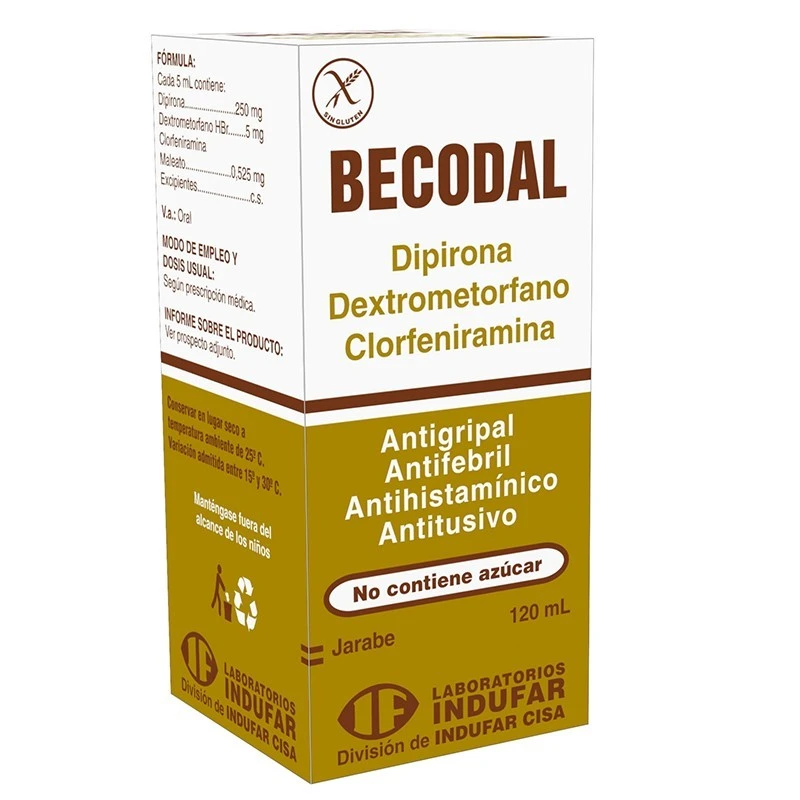 FÓRMULA:
Cada 5 mL contiene:
Dipirona..................250 mg
Dextrometorfano HBr.......5 mg
Clorfeniramina
Maleato...............0,525 mg
Excipientes...................c.s.
V.a.: Oral
MODO DE EMPLEO Y
DOSIS USUAL:
Según prescripción médica.
INFORME SOBRE EL PRODUCTO:
Ver prospecto adjunto.
Conservar en lugar seco a
temperatura ambiente de 25º C.
Variación admitida entre 15º y 30º C.
Manténgase fuera del
alcance de los niños
IF
LABORATORIOS
INDUFAR
División de INDUFAR CISA
SIN GLUTEN
BECODAL
Dipirona
Dextrometorfano
Clorfeniramina
Antigripal
Antifebril
Antihistamínico
Antitusivo
No contiene azúcar
120 mL
Jarabe
IF
LABORATORIOS
INDUFAR
División de INDUFAR CISA